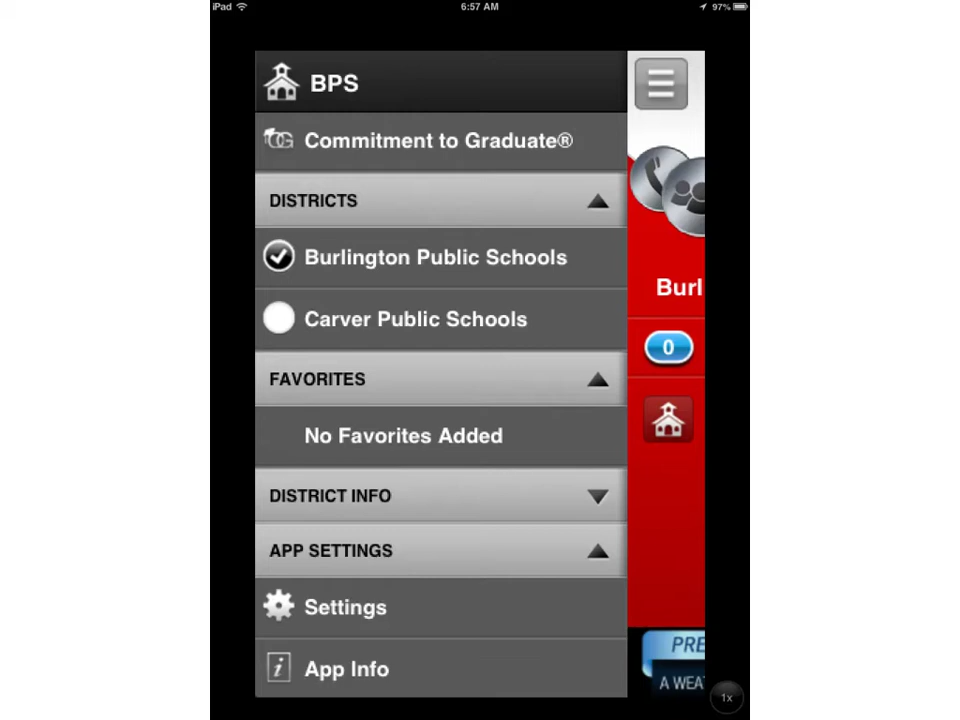 iPad 6:57 AM 97%
BPS
Commitment to Graduate®
DISTRICTS
Burlington Public Schools
Carver Public Schools
FAVORITES
No Favorites Added
DISTRICT INFO
APP SETTINGS
Settings
i App Info
Burl
0
PRE
A WEA
1x